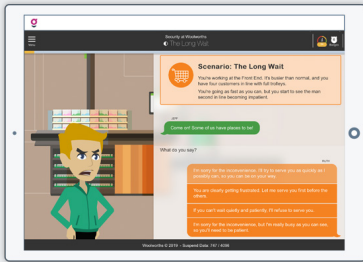 Security at Woolworths
The Long Wait
Menu
Scenario: The Long Wait
You're working at the Front End. It's busier than normal, and you
have four customers in line with full trolleys.
You're going as fast as you can, but you start to see the man
second in line becoming impatient.
Come on! Some of us have places to be!
What do you say?
I'm sorry for the inconvenience. I'll try to serve you as quickly as I
possibly can, so you can be on your way.
You are clearly getting frustrated. Let me serve you first before the
others.
If you can't wait quietly and patiently, I'll refuse to serve you.
I'm sorry for the inconvenience, but I'm really busy as you can see,
so you'll need to be patient.
Woolworths © 2019 - Suspend Data: 197 / 4096